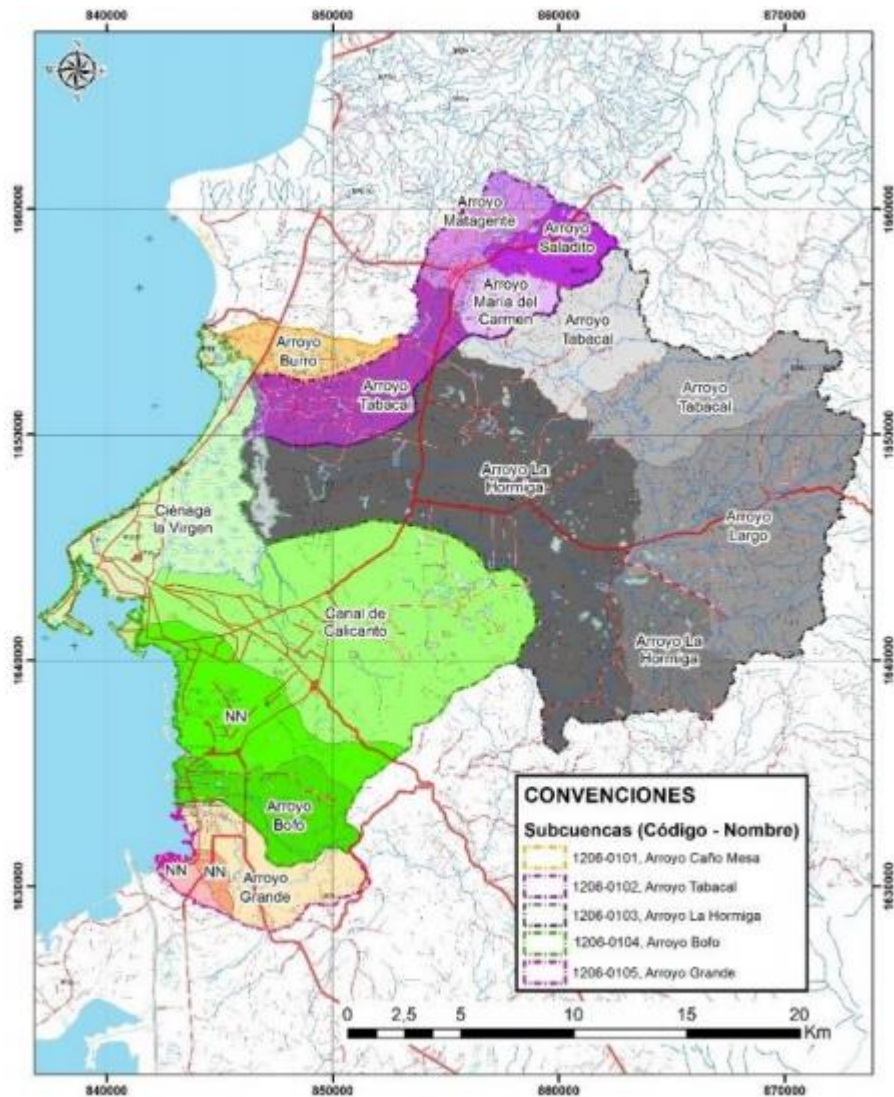 840000 850000 860000 870000
1660000
1650000
1640000
1630000
Arroyo
Matagente
Arroyo
Saladito
Arroyo
Maria del
Carmen
Arroyo
Tabacal
Arroyo
Burro
Arroyo
Tabacal
Arroyo
Tabacal
Arroyo La
Hormiga
Ciénaga
la Virgen
Arroyo
Largo
Canal de
Calicanto
Arroyo La
Hormiga
NN
Arroyo
Bofo
NN
NN
Arroyo
Grande
CONVENCIONES
Subcuencas (Código - Nombre)
1206-0101, Arroyo Caño Mesa
1206-0102, Arroyo Tabacal
1206-0103, Arroyo La Hormiga
1206-0104, Arroyo Bofo
1206-0105, Arroyo Grande
0 2,5 5 10 15 20
Km
840000 850000 860000 870000